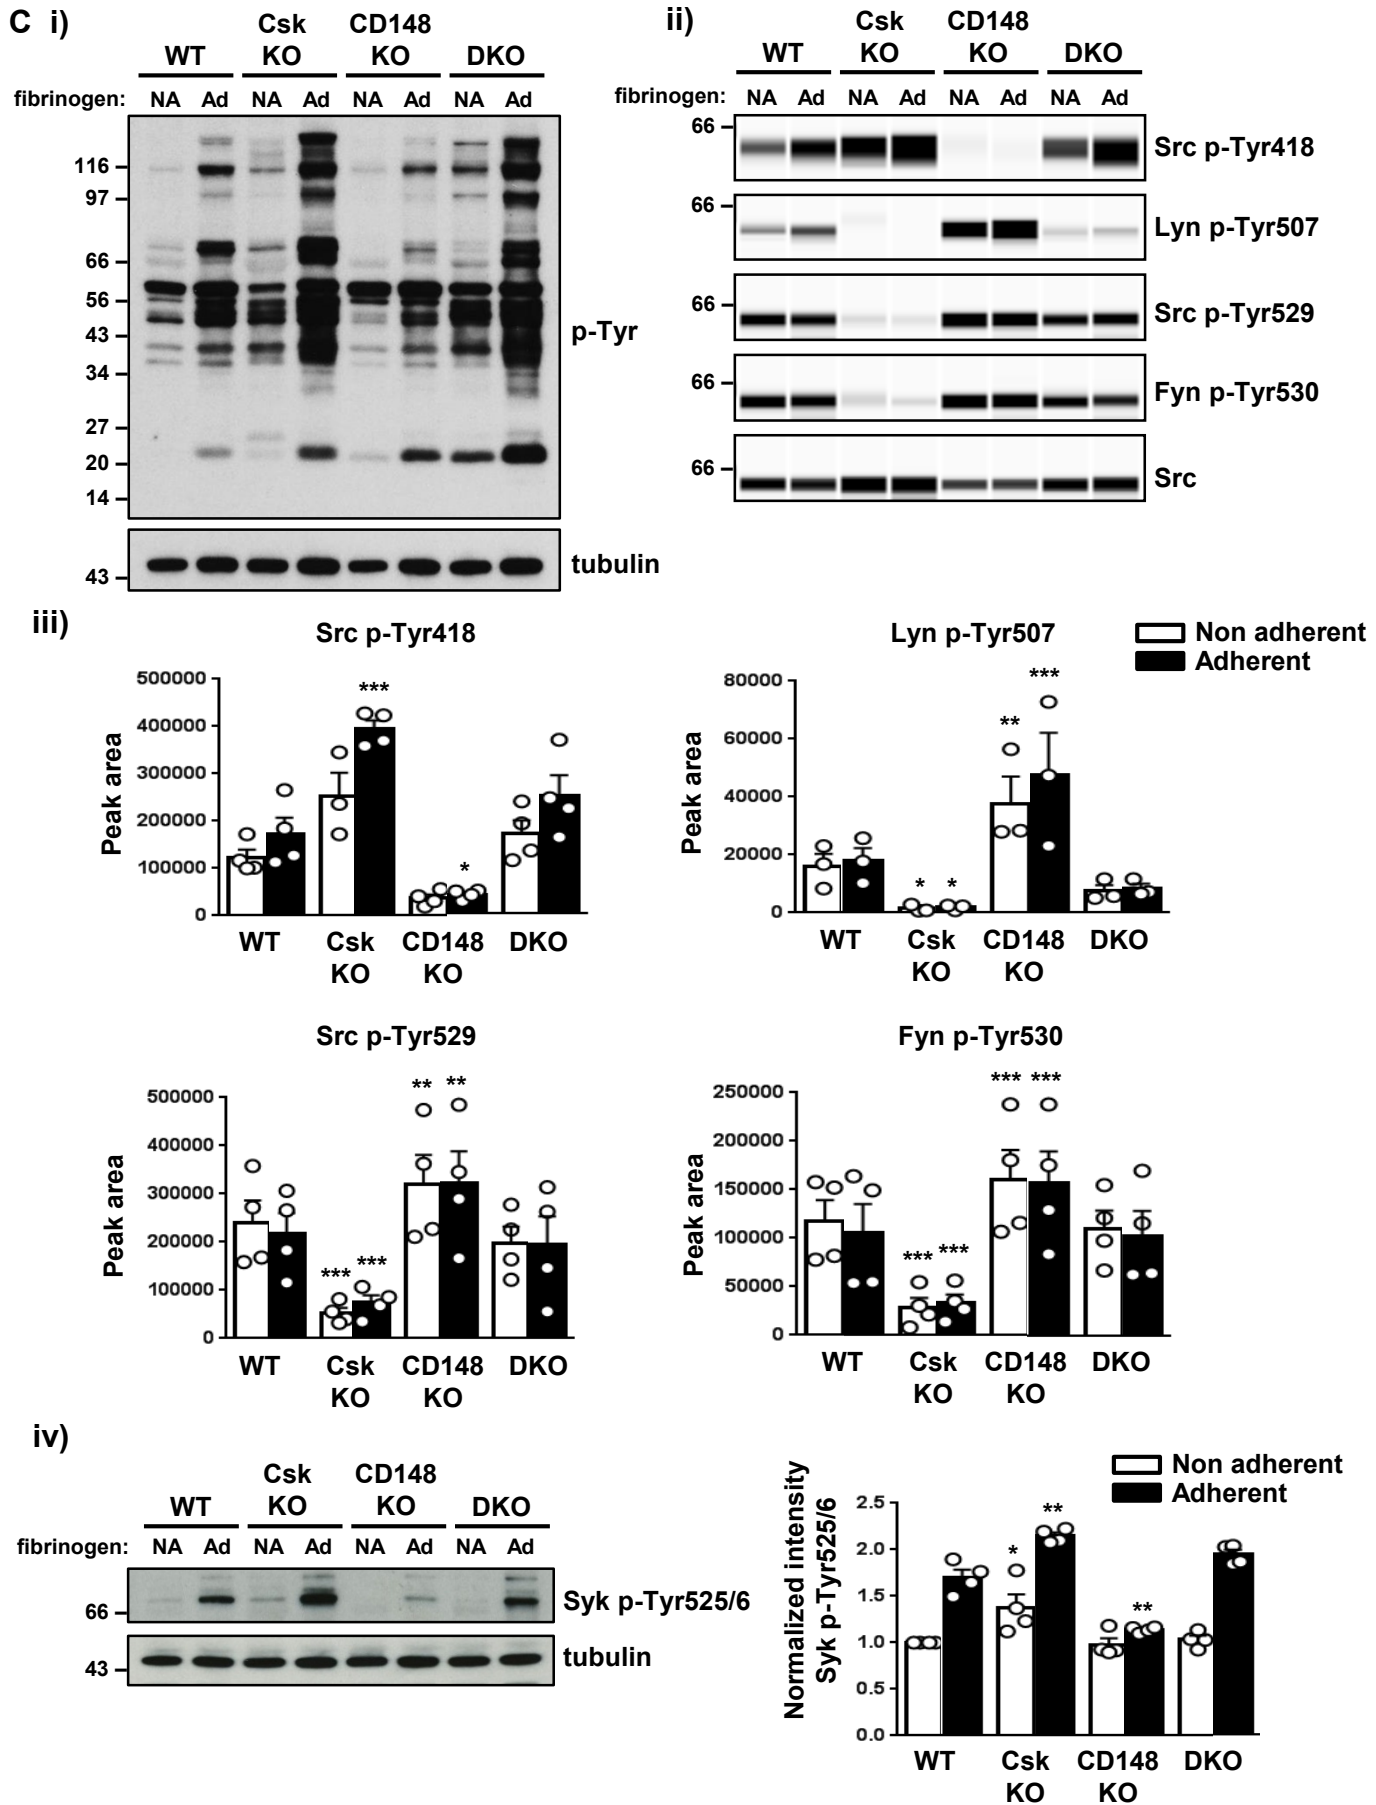 C i)
WT Csk KO CD148 KO DKO
fibrinogen: NA Ad NA Ad NA Ad NA Ad
116
97
66
56
43
34
27
20
14
p-Tyr
43
tubulin
ii)
WT Csk KO CD148 KO DKO
fibrinogen: NA Ad NA Ad NA Ad NA Ad
66 Src p-Tyr418
66 Lyn p-Tyr507
66 Src p-Tyr529
66 Fyn p-Tyr530
66 Src
iii)
Src p-Tyr418
Peak area
500000
400000
300000
200000
100000
0
***
*
WT Csk KO CD148 KO DKO
Lyn p-Tyr507
Non adherent
Adherent
Peak area
80000
60000
40000
20000
0
* * ** ***
WT Csk KO CD148 KO DKO
Src p-Tyr529
Peak area
500000
400000
300000
200000
100000
0
*** *** ** **
WT Csk KO CD148 KO DKO
Fyn p-Tyr530
Peak area
250000
200000
150000
100000
50000
0
*** *** *** ***
WT Csk KO CD148 KO DKO
iv)
WT Csk KO CD148 KO DKO
fibrinogen: NA Ad NA Ad NA Ad NA Ad
66 Syk p-Tyr525/6
43 tubulin
Non adherent
Adherent
Normalized intensity
Syk p-Tyr525/6
2.5
2.0
1.5
1.0
0.5
0.0
* ** **
WT Csk KO CD148 KO DKO